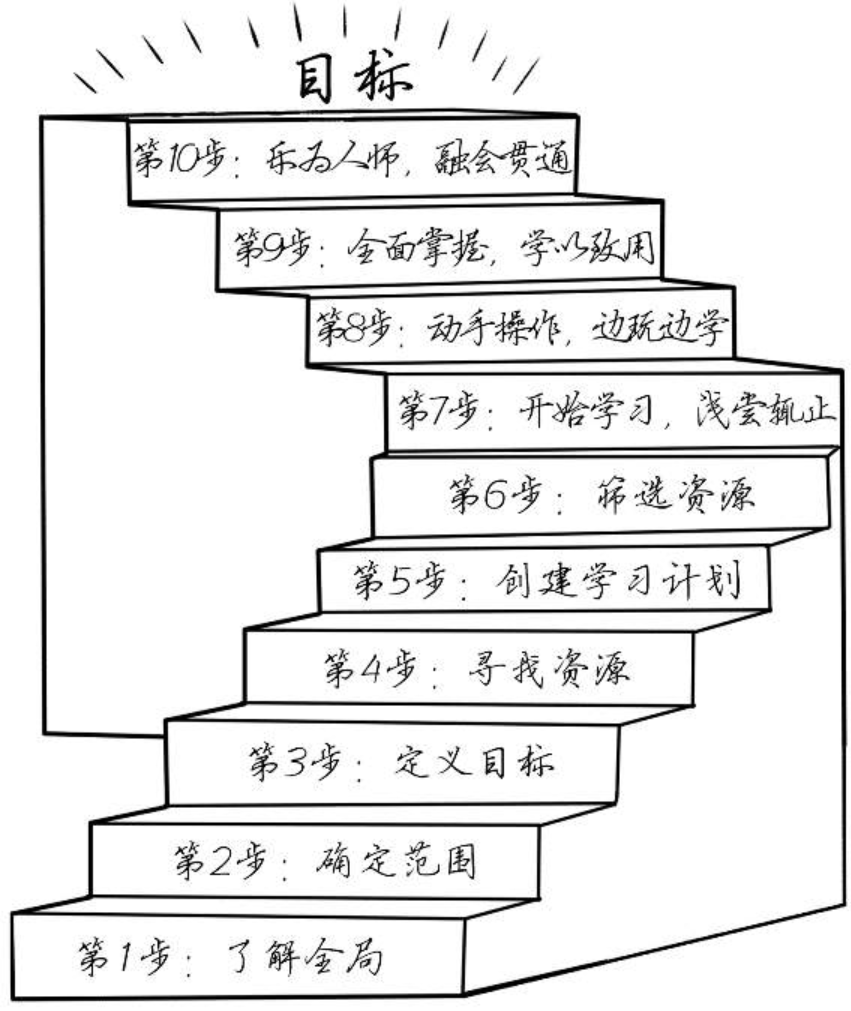 目标
第10步：乐为人师，融会贯通
第9步：全面掌握，学以致用
第8步：动手操作，边玩边学
第7步：开始学习，浅尝辄止
第6步：筛选资源
第5步：创建学习计划
第4步：寻找资源
第3步：定义目标
第2步：确定范围
第1步：了解全局